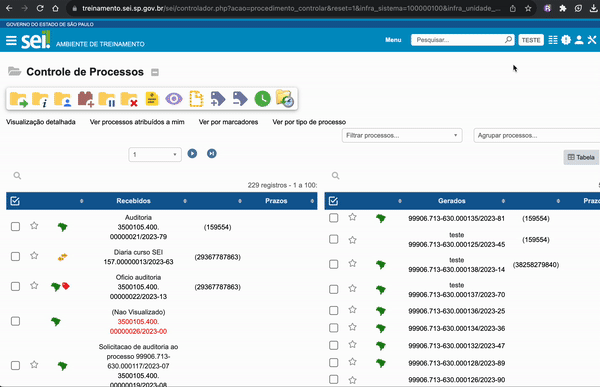 treinamento.sei.sp.gov.br/sei/controlador.php?acao=procedimento_controlar&reset=1&infra_sistema=100000100&infra_unidade_...
GOVERNO DO ESTADO DE SÃO PAULO
sei! AMBIENTE DE TREINAMENTO
Menu
Pesquisar...
TESTE
Controle de Processos
Visualização detalhada
Ver processos atribuídos a mim
Ver por marcadores
Ver por tipo de processo
Filtrar processos...
Agrupar processos...
1
Tabela
229 registros - 1 a 100:
Recebidos
Prazos
Auditoria
3500105.400.
00000021/2023-79
(159554)
Diaria curso SEI
157.00000013/2023-63
(29367787863)
Oficio auditoria
3500105.400.
00000022/2023-13
(29367787863)
(Nao Visualizado)
3500105.400.
00000026/2023-00
Solicitacao de auditoria ao
processo 99906.713-
630.000117/2023-07
3500105.400.
00000019/2023-08
Gerados
99906.713-630.000135/2023-81
(159554)
teste
99906.713-630.000125/2023-45
(159554)
teste
99906.713-630.000138/2023-14
(38258279840)
teste
99906.713-630.000137/2023-70
99906.713-630.000136/2023-25
99906.713-630.000134/2023-36
99906.713-630.000132/2023-47
99906.713-630.000128/2023-89
99906.713-630.000126/2023-90